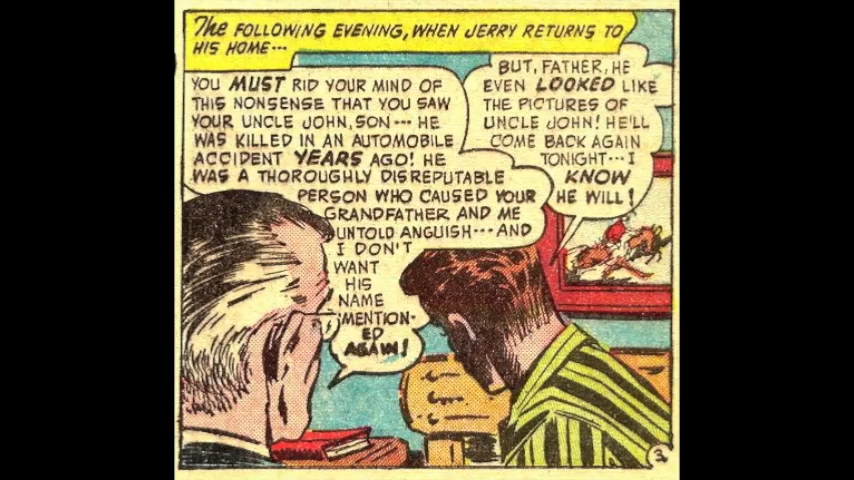 The FOLLOWING EVENING, WHEN JERRY RETURNS TO
HIS HOME---
YOU MUST RID YOUR MIND OF
THIS NONSENSE THAT YOU SAW
YOUR UNCLE JOHN, SON --- HE
WAS KILLED IN AN AUTOMOBILE
ACCIDENT YEARS AGO! HE
WAS A THOROUGHLY DISREPUTABLE
PERSON WHO CAUSED YOUR
GRANDFATHER AND ME
UNTOLD ANGUISH --- AND
I DON'T
WANT
HIS
NAME
MENTION-
ED
AGAIN!
BUT, FATHER, HE
EVEN LOOKED LIKE
THE PICTURES OF
UNCLE JOHN! HE'LL
COME BACK AGAIN
TONIGHT --- I
KNOW
HE WILL!
3